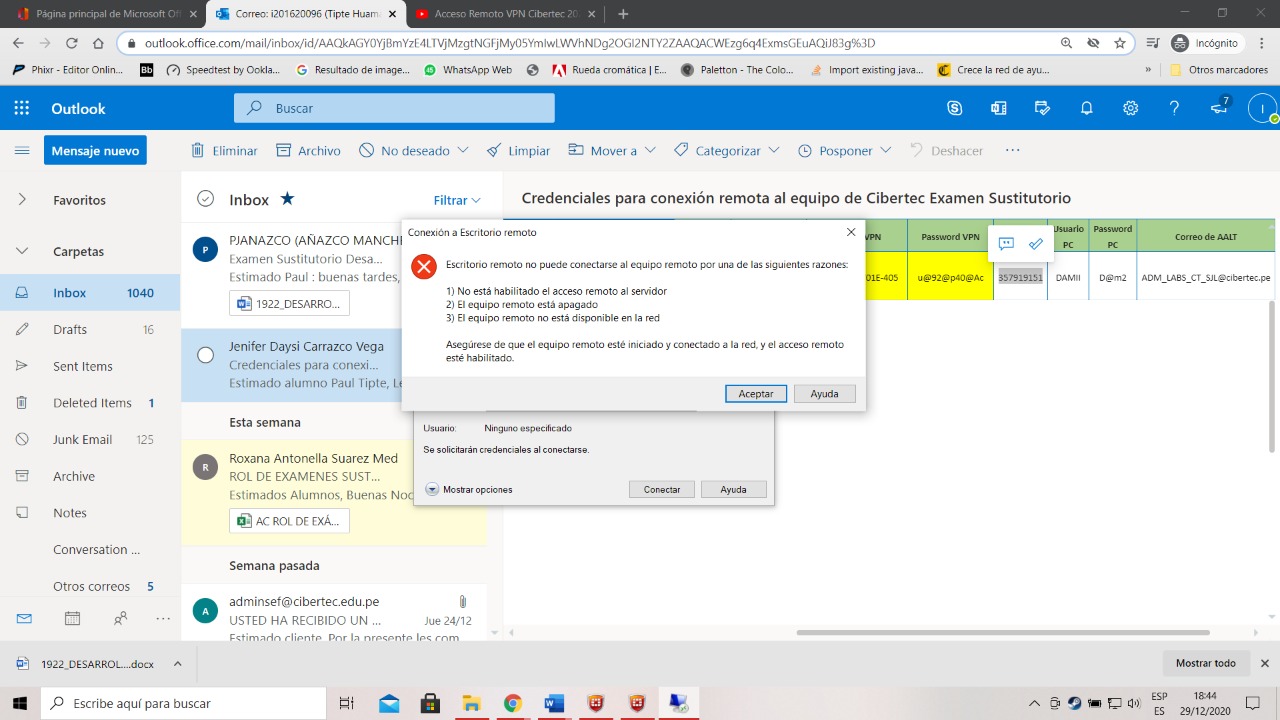 Página principal de Microsoft Of
Correo: i201620096 (Tipte Huam
Acceso Remoto VPN Cibertec 20
outlook.office.com/mail/inbox/id/
Incógnito
Phixr - Editor Onlin...
Bb
Speedtest by Ookla...
Resultado de image...
WhatsApp Web
Rueda cromática | E...
Paletton - The Colo...
Import existing java...
Crece la red de ayu...
»
Otros marcadores
Outlook
Buscar
7
I
Mensaje nuevo
Eliminar
Archivo
No deseado
Limpiar
Mover a
Categorizar
Posponer
Deshacer
Favoritos
Carpetas
Inbox 1040
Drafts 16
Sent Items
Deleted Items 1
Junk Email 125
Archive
Notes
Conversation ...
Otros correos 5
Inbox
Filtrar
P
PJANAZCO (AÑAZCO MANCHE
Examen Sustitutorio Desa...
Estimado Paul : buenas tardes,
1922_DESARRO...
Jenifer Daysi Carrazco Vega
Credenciales para conexi...
Estimado alumno Paul Tipte, Le
Esta semana
R
Roxana Antonella Suarez Med
ROL DE EXAMENES SUST...
Estimados Alumnos, Buenas Noc
AC ROL DE EXÁ...
Semana pasada
A
adminsef@cibertec.edu.pe
USTED HA RECIBIDO UN ...
Jue 24/12
Estimado cliente, Por la presente les com
Credenciales para conexión remota al equipo de Cibertec Examen Sustitutorio
VPN
Password VPN
Usuario PC
Password PC
Correo de AALT
01E-405
u@92@p40@Ac
357919151
DAMII
D@m2
ADM_LABS_CT_SJL@cibertec.pe
Conexión a Escritorio remoto
Escritorio remoto no puede conectarse al equipo remoto por una de las siguientes razones:
1) No está habilitado el acceso remoto al servidor
2) El equipo remoto está apagado
3) El equipo remoto no está disponible en la red
Asegúrese de que el equipo remoto esté iniciado y conectado a la red, y el acceso remoto
esté habilitado.
Aceptar
Ayuda
Usuario: Ninguno especificado
Se solicitarán credenciales al conectarse.
Mostrar opciones
Conectar
Ayuda
1922_DESARROL....docx
Mostrar todo
Escribe aquí para buscar
ESP
ES
18:44
29/12/2020